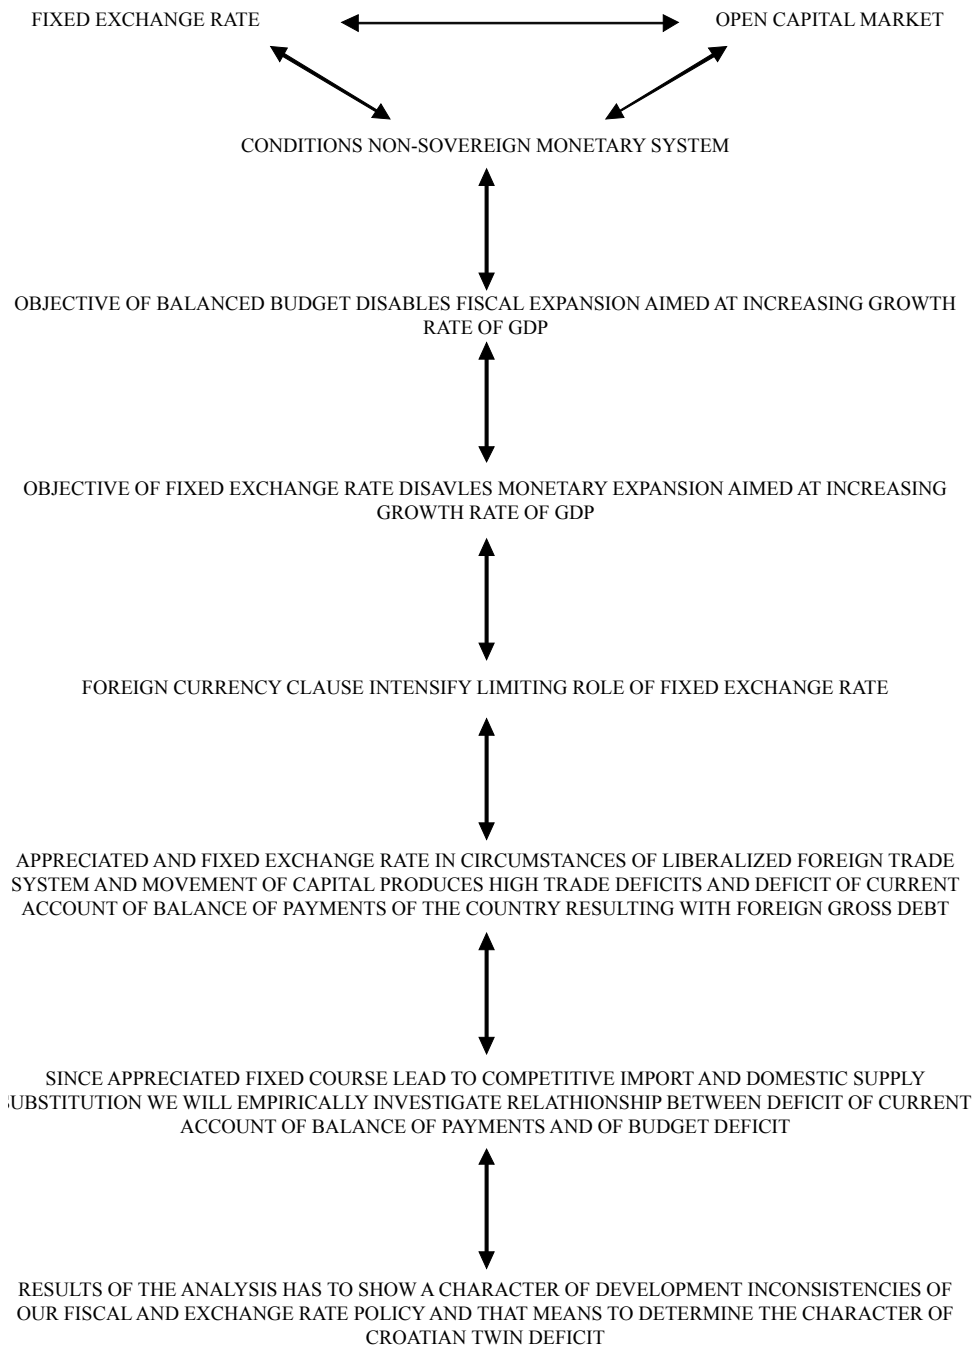 FIXED EXCHANGE RATE
OPEN CAPITAL MARKET
CONDITIONS NON-SOVEREIGN MONETARY SYSTEM
OBJECTIVE OF BALANCED BUDGET DISABLES FISCAL EXPANSION AIMED AT INCREASING GROWTH
RATE OF GDP
OBJECTIVE OF FIXED EXCHANGE RATE DISAVLES MONETARY EXPANSION AIMED AT INCREASING
GROWTH RATE OF GDP
FOREIGN CURRENCY CLAUSE INTENSIFY LIMITING ROLE OF FIXED EXCHANGE RATE
APPRECIATED AND FIXED EXCHANGE RATE IN CIRCUMSTANCES OF LIBERALIZED FOREIGN TRADE
SYSTEM AND MOVEMENT OF CAPITAL PRODUCES HIGH TRADE DEFICITS AND DEFICIT OF CURRENT
ACCOUNT OF BALANCE OF PAYMENTS OF THE COUNTRY RESULTING WITH FOREIGN GROSS DEBT
SINCE APPRECIATED FIXED COURSE LEAD TO COMPETITIVE IMPORT AND DOMESTIC SUPPLY
UBSTITUTION WE WILL EMPIRICALLY INVESTIGATE RELATHIONSHIP BETWEEN DEFICIT OF CURRENT
ACCOUNT OF BALANCE OF PAYMENTS AND OF BUDGET DEFICIT
RESULTS OF THE ANALYSIS HAS TO SHOW A CHARACTER OF DEVELOPMENT INCONSISTENCIES OF
OUR FISCAL AND EXCHANGE RATE POLICY AND THAT MEANS TO DETERMINE THE CHARACTER OF
CROATIAN TWIN DEFICIT